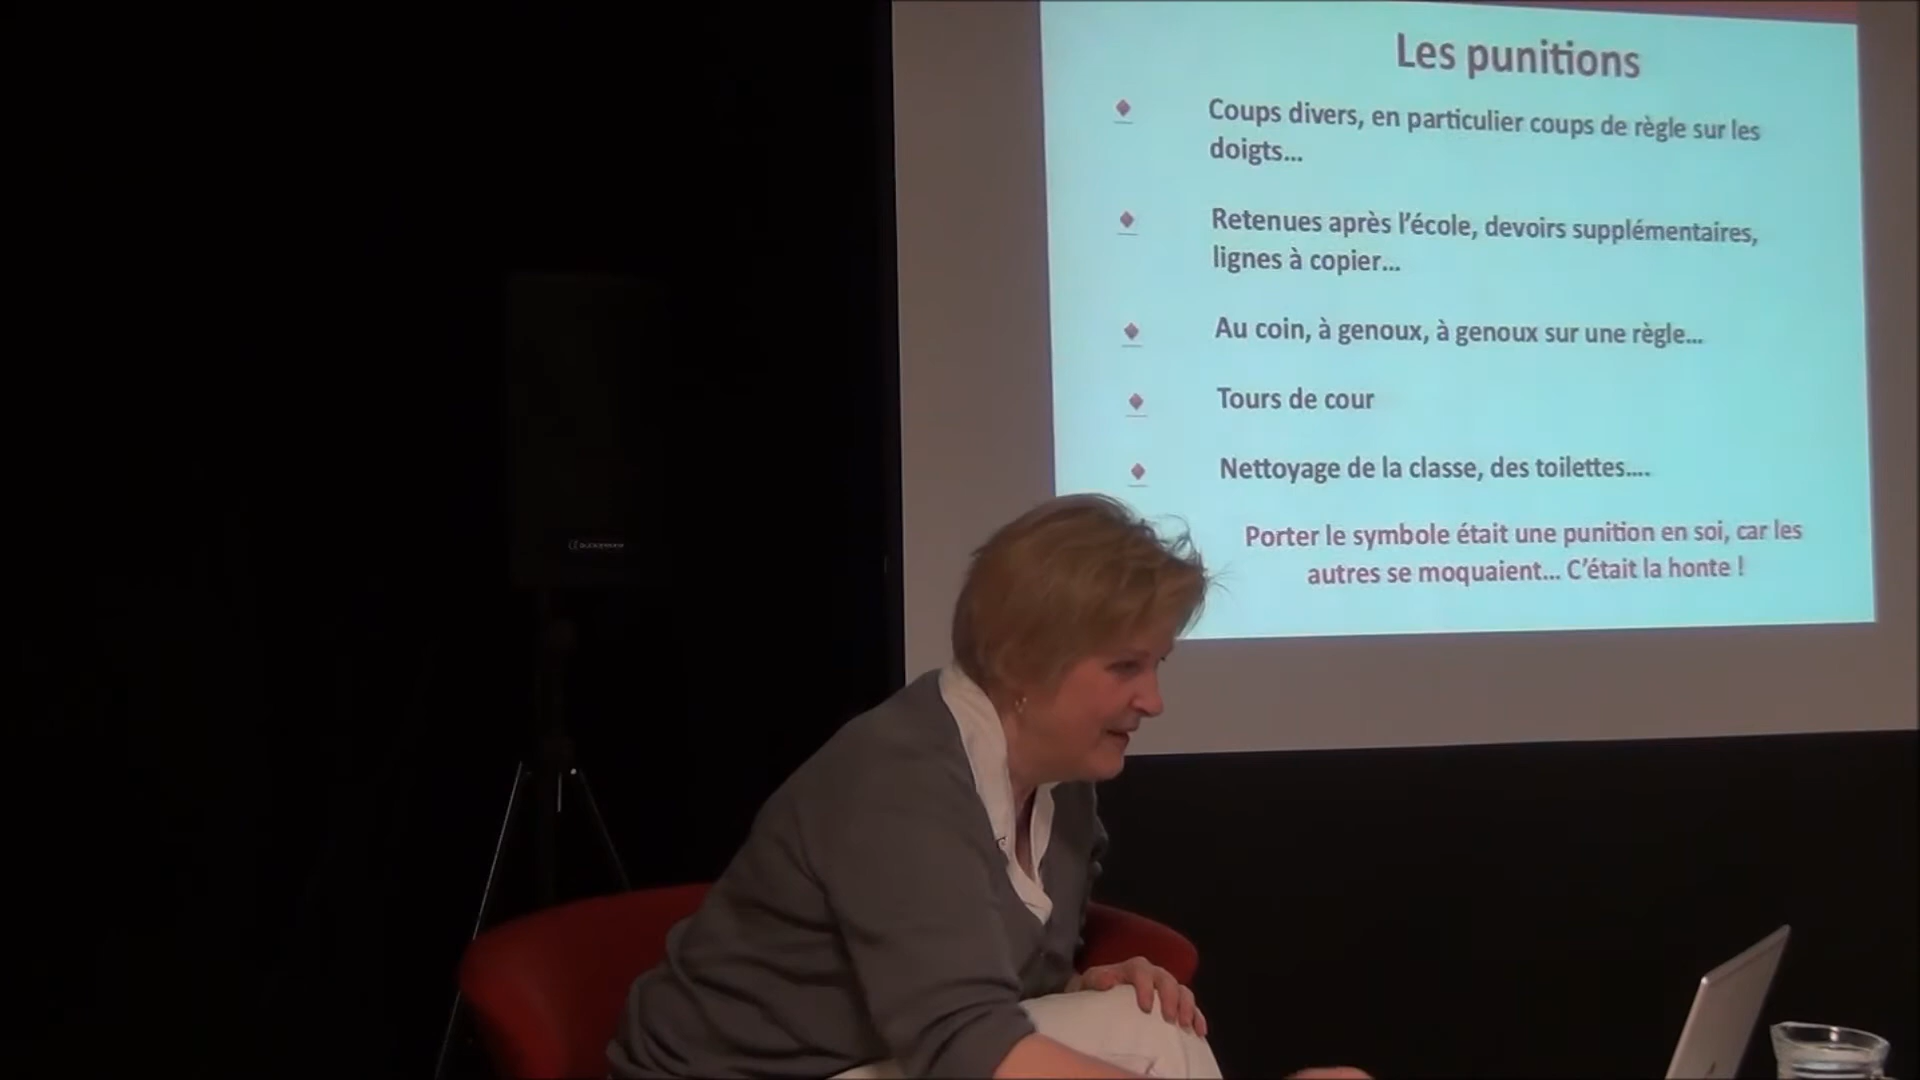 Les punitions
Coups divers, en particulier coups de règle sur les
doigts...
Retenues après l'école, devoirs supplémentaires,
lignes à copier...
Au coin, à genoux, à genoux sur une règle...
Tours de cour
Nettoyage de la classe, des toilettes....
Porter le symbole était une punition en soi, car les
autres se moquaient... C'était la honte !